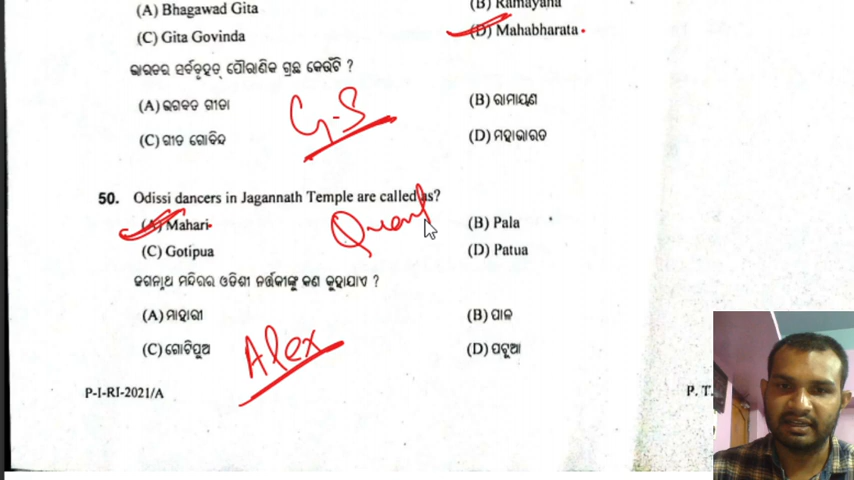 (A) Bhagawad Gita
(B) Ramayana
(C) Gita Govinda
(D) Mahabharata
ଭାରତର ସର୍ବବୃହତ୍ ପୌରାଣିକ ଗ୍ରନ୍ଥ କେଉଁଟି ?
(A) ଭଗବତ ଗୀତା
(B) ରାମାୟଣ
(C) ଗୀତ ଗୋବିନ୍ଦ
(D) ମହାଭାରତ
G.S
50. Odissi dancers in Jagannath Temple are called as?
(A) Mahari
(B) Pala
Quant
(C) Gotipua
(D) Patua
ଜଗନ୍ନାଥ ମନ୍ଦିରର ଓଡିଶୀ ନର୍ତ୍ତକୀଙ୍କୁ କଣ କୁହାଯାଏ ?
(A) ମାହାରୀ
(B) ପାଳ
(C) ଗୋଟିପୁଅ
(D) ପଟୁଆ
Alex
P-I-RI-2021/A
P. T.